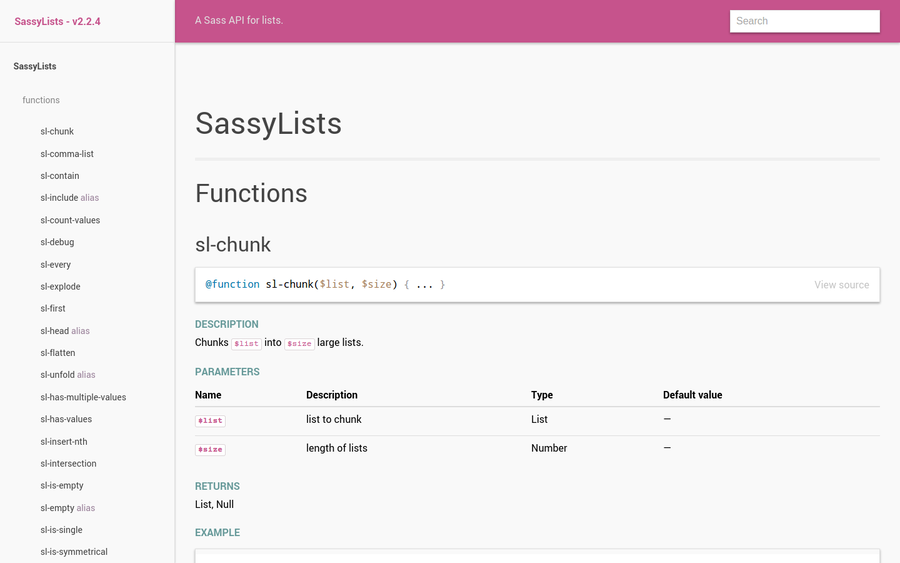 SassyLists - v2.2.4
A Sass API for lists.
Search
SassyLists
functions
sl-chunk
sl-comma-list
sl-contain
sl-include alias
sl-count-values
sl-debug
sl-every
sl-explode
sl-first
sl-head alias
sl-flatten
sl-unfold alias
sl-has-multiple-values
sl-has-values
sl-insert-nth
sl-intersection
sl-is-empty
sl-empty alias
sl-is-single
sl-is-symmetrical
SassyLists
Functions
sl-chunk
@function sl-chunk($list, $size) { ... }
View source
DESCRIPTION
Chunks $list into $size large lists.
PARAMETERS
Name Description Type Default value
$list list to chunk List —
$size length of lists Number —
RETURNS
List, Null
EXAMPLE